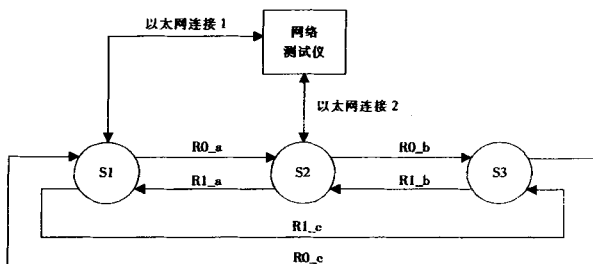 以太网连接 1
网络
测试仪
以太网连接 2
R0_a
R0_b
S1
S2
S3
R1_a
R1_b
R1_c
R0_c